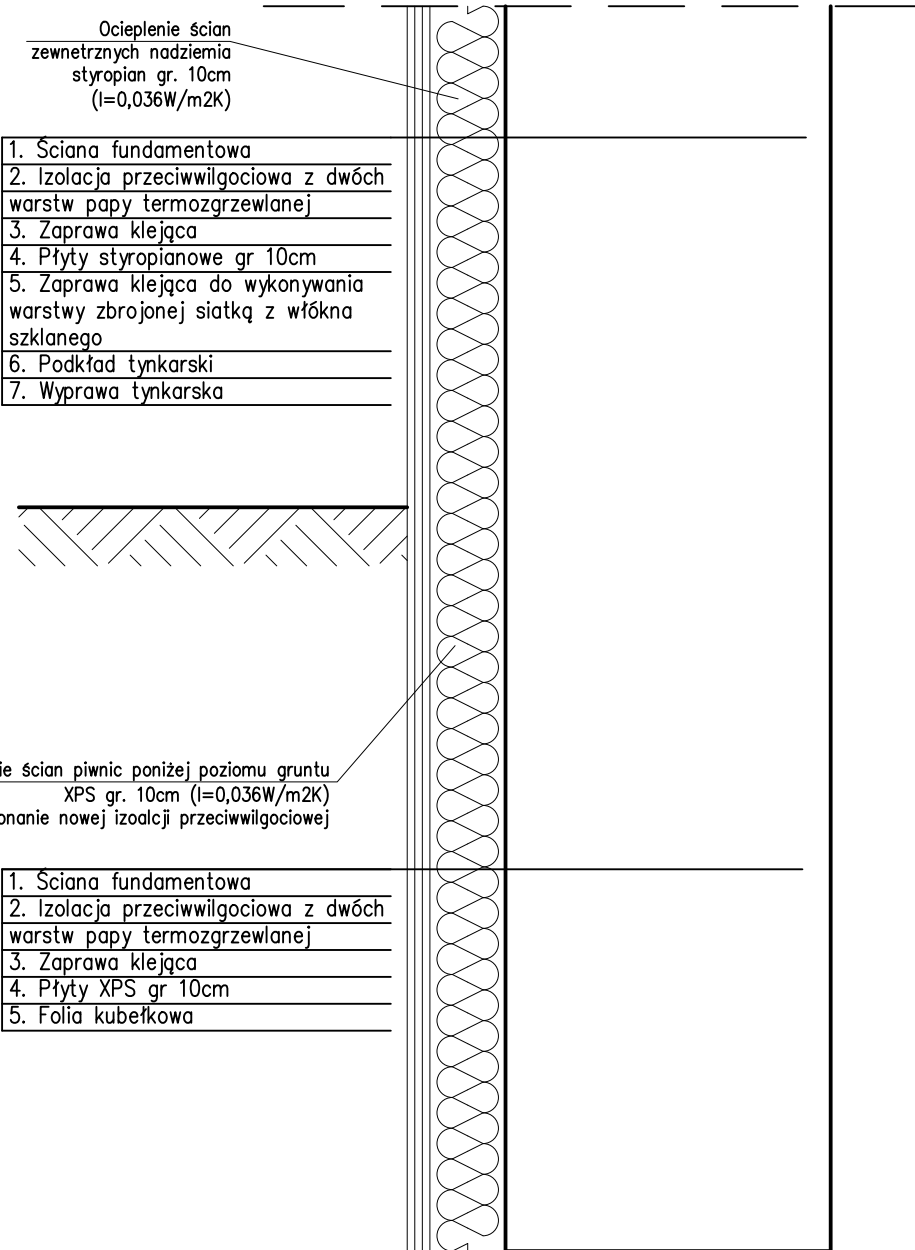 Ocieplenie ścian
zewnetrznych nadziemia
styropian gr. 10cm
(l=0,036W/m2K)
1. Ściana fundamentowa
2. Izolacja przeciwwilgociowa z dwóch
warstw papy termozgrzewlanej
3. Zaprawa klejąca
4. Płyty styropianowe gr 10cm
5. Zaprawa klejąca do wykonywania
warstwy zbrojonej siatką z włókna
szklanego
6. Podkład tynkarski
7. Wyprawa tynkarska
ścian piwnic poniżej poziomu gruntu
XPS gr. 10cm (l=0,036W/m2K)
nowej izoalcji przeciwwilgociowej
1. Ściana fundamentowa
2. Izolacja przeciwwilgociowa z dwóch
warstw papy termozgrzewlanej
3. Zaprawa klejąca
4. Płyty XPS gr 10cm
5. Folia kubełkowa